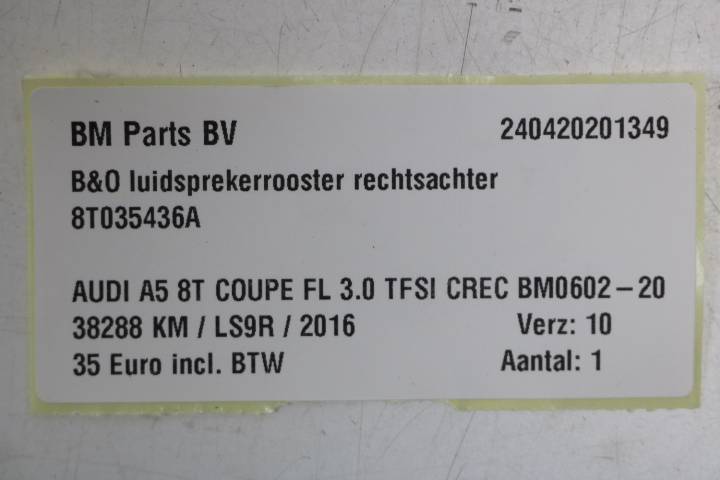 BM Parts BV 240420201349
B&O luidsprekerrooster rechtsachter
8T035436A
AUDI A5 8T COUPE FL 3.0 TFSI CREC BM0602-20
38288 KM / LS9R / 2016 Verz: 10
35 Euro incl. BTW Aantal: 1